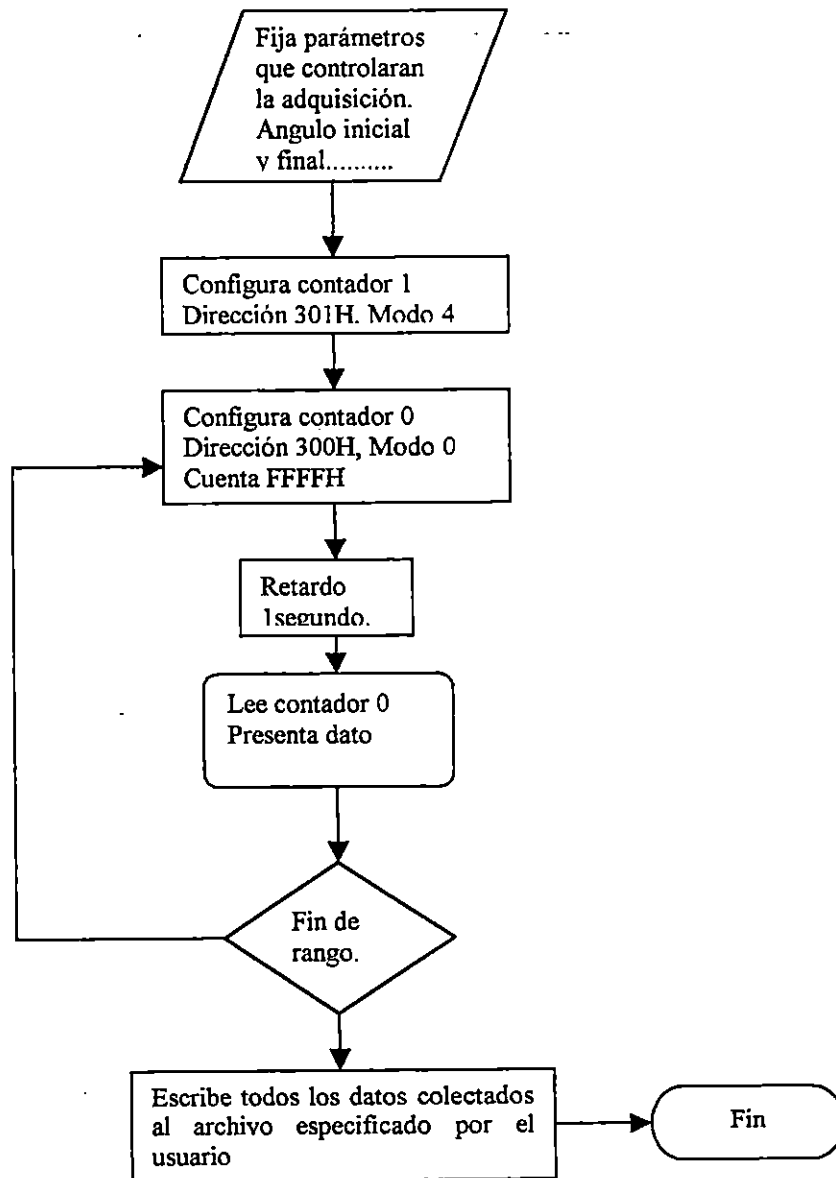 Fija parámetros
que controlaran
la adquisición.
Angulo inicial
y final..........
Configura contador 1
Dirección 301H. Modo 4
Configura contador 0
Dirección 300H, Modo 0
Cuenta FFFFH
Retardo
1segundo.
Lee contador 0
Presenta dato
Fin de
rango.
Escribe todos los datos colectados
al archivo especificado por el
usuario
Fin